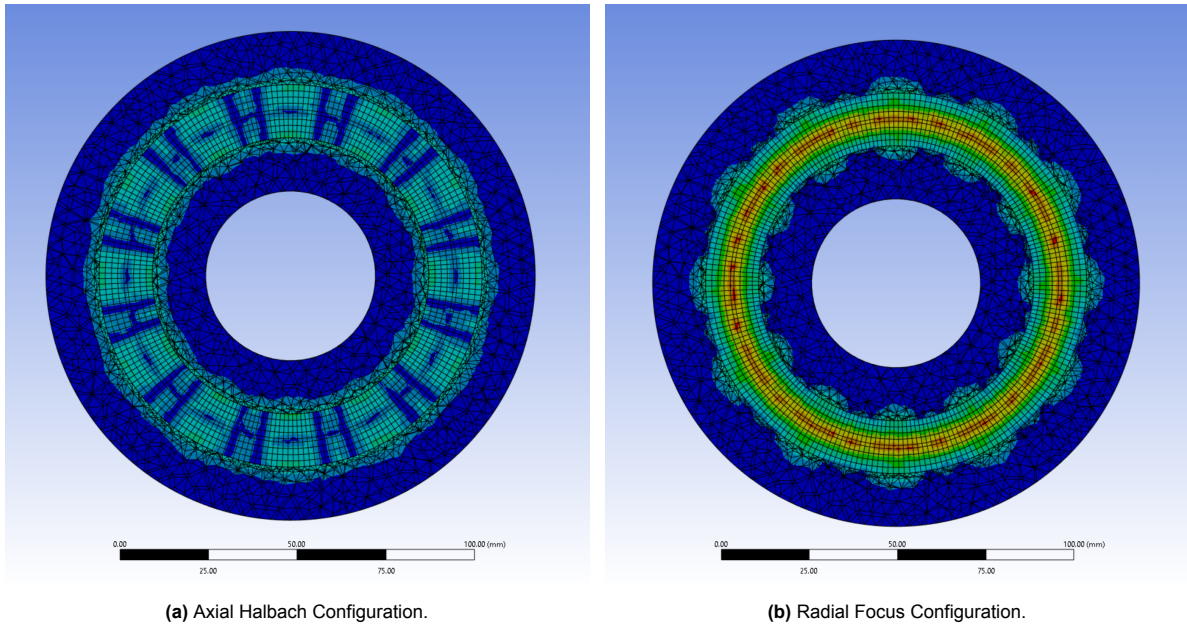 0.00 50.00 100.00 (mm)
25.00 75.00
0.00 50.00 100.00 (mm)
25.00 75.00
(a) Axial Halbach Configuration.
(b) Radial Focus Configuration.